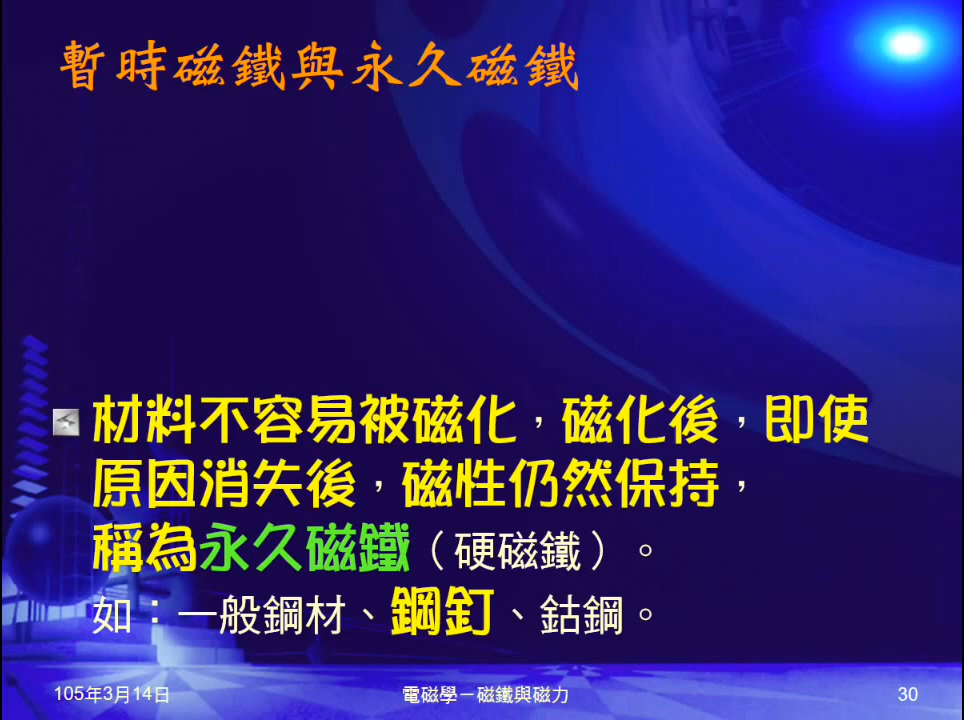 暫時磁鐵與永久磁鐵
材料不容易被磁化，磁化後，即使
原因消失後，磁性仍然保持，
稱為永久磁鐵（硬磁鐵）。
如：一般鋼材、鋼釘、鈷鋼。
105年3月14日
電磁學－磁鐵與磁力
30